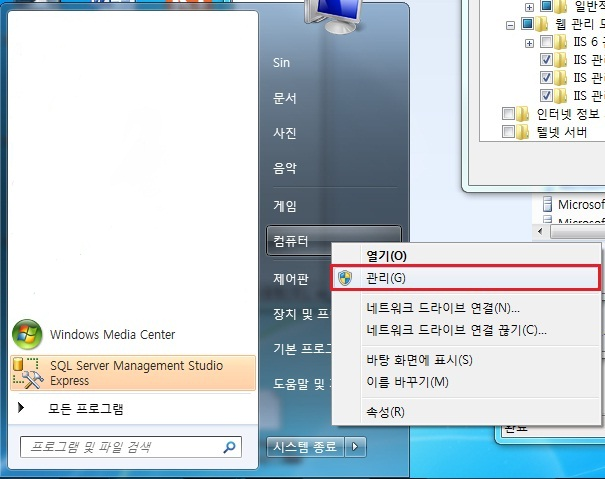 Windows Media Center
SQL Server Management Studio
Express
모든 프로그램
프로그램 및 파일 검색
Sin
문서
사진
음악
게임
컴퓨터
제어판
장치 및 프
기본 프로그
도움말 및
시스템 종료
열기(O)
관리(G)
네트워크 드라이브 연결(N)...
네트워크 드라이브 연결 끊기(C)...
바탕 화면에 표시(S)
이름 바꾸기(M)
속성(R)
일반적
웹 관리 도
IIS 6 관
IIS 관리
IIS 관리
IIS 관리
인터넷 정보
텔넷 서버
Microsof
Microsof
완료